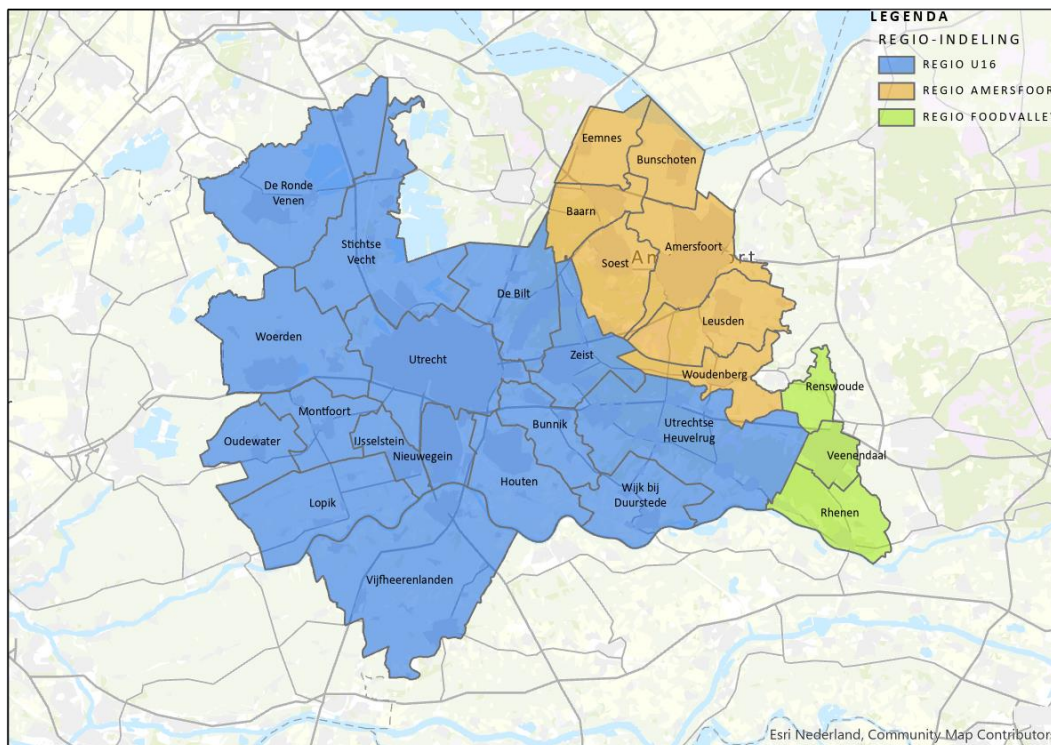 LEGENDA
REGIO-INDELING
REGIO U16
REGIO AMERSFOOR
REGIO FOODVALLEY
Eemnes
Bunschoten
De Ronde
Venen
Baarn
Stichtse
Vecht
Amersfoort
Soest
De Bilt
Leusden
Woerden
Utrecht
Zeist
Woudenberg
Renswoude
Montfoort
Oudewater
IJsselstein
Nieuwegein
Bunnik
Utrechtse
Heuvelrug
Veenendaal
Houten
Wijk bij
Duurstede
Lopik
Rhenen
Vijfheerenlanden
Esri Nederland, Community Map Contributor